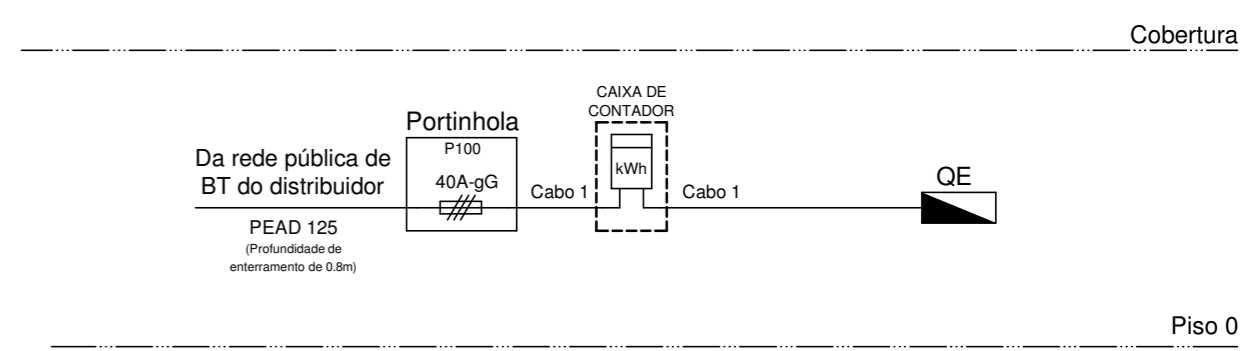 Cobertura
CAIXA DE
CONTADOR
Portinhola
P100
40A-gG
Da rede pública de
BT do distribuidor
PEAD 125
(Profundidade de
enterramento de 0.8m)
Cabo 1
kWh
Cabo 1
QE
Piso 0